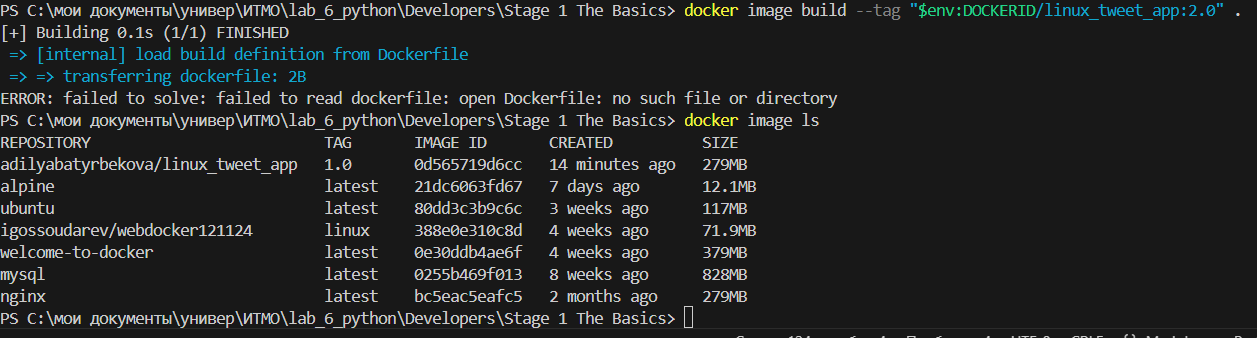 PS C:\мои документы\универ\ИТМО\lab_6_python\Developers\Stage 1 The Basics> docker image build --tag "$env:DOCKERID/linux_tweet_app:2.0" .
[+] Building 0.1s (1/1) FINISHED
=> [internal] load build definition from Dockerfile
=> => transferring dockerfile: 2B
ERROR: failed to solve: failed to read dockerfile: open Dockerfile: no such file or directory
PS C:\мои документы\универ\ИТМО\lab_6_python\Developers\Stage 1 The Basics> docker image ls
REPOSITORY TAG IMAGE ID CREATED SIZE
adilyabatyrbekova/linux_tweet_app 1.0 0d565719d6cc 14 minutes ago 279MB
alpine latest 21dc6063fd67 7 days ago 12.1MB
ubuntu latest 80dd3c3b9c6c 3 weeks ago 117MB
igossoudarev/webdocker121124 linux 388e0e310c8d 4 weeks ago 71.9MB
welcome-to-docker latest 0e30ddb4ae6f 4 weeks ago 379MB
mysql latest 0255b469f013 8 weeks ago 828MB
nginx latest bc5eac5eafc5 2 months ago 279MB
PS C:\мои документы\универ\ИТМО\lab_6_python\Developers\Stage 1 The Basics>